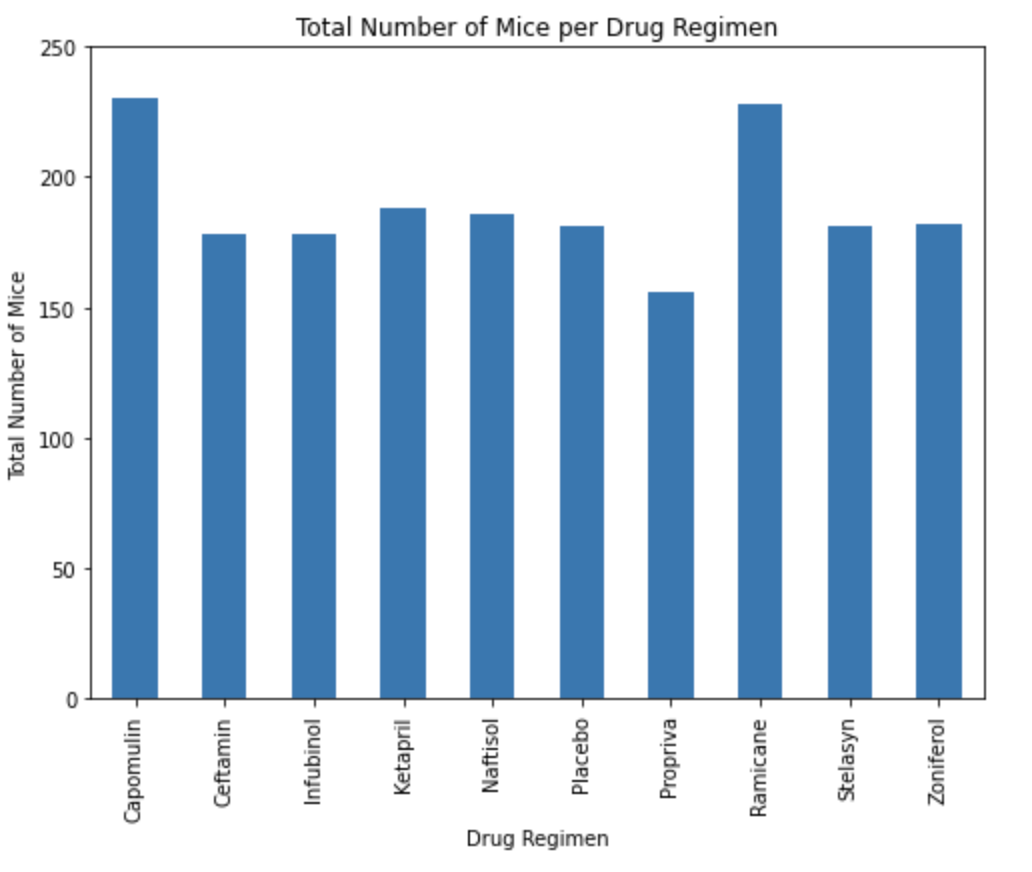 Total Number of Mice per Drug Regimen
250
200
150
100
50
0
Total Number of Mice
Capomulin
Ceftamin
Infubinol
Ketapril
Naftisol
Placebo
Propriva
Ramicane
Stelasyn
Zoniferol
Drug Regimen